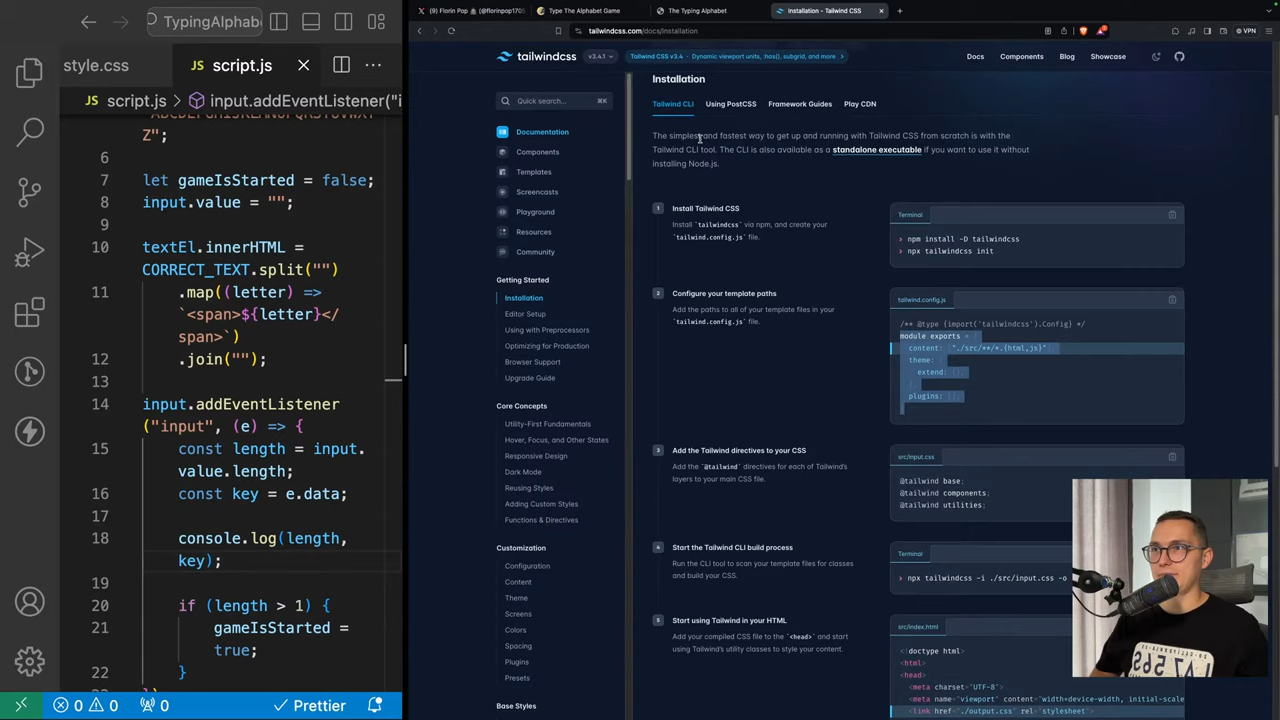 TypingAlphabet
style.css
script.js
script.js
input.addEventListener("i
Z";
6
7 let gameIsStarted = false;
8 input.value = "";
9
10 textEl.innerHTML =
CORRECT_TEXT.split("")
11 .map((letter) =>
`<span>${letter}</
span>`)
12 .join("");
13
14 input.addEventListener
("input", (e) => {
15 const length = input.
value.length;
16 const key = e.data;
17
18 console.log(length,
key);
19
20 if (length > 1) {
21 gameIsStarted =
true;
22 }
0 0 0 Prettier
(9) Florin Pop (@florinpop1705
Type The Alphabet Game
The Typing Alphabet
Installation - Tailwind CSS
tailwindcss.com/docs/installation
VPN
tailwindcss
v3.4.1
Tailwind CSS v3.4 Dynamic viewport units, :has(), subgrid, and more
Docs Components Blog Showcase
Quick search... ⌘K
Documentation
Components
Templates
Screencasts
Playground
Resources
Community
Getting Started
Installation
Editor Setup
Using with Preprocessors
Optimizing for Production
Browser Support
Upgrade Guide
Core Concepts
Utility-First Fundamentals
Hover, Focus, and Other States
Responsive Design
Dark Mode
Reusing Styles
Adding Custom Styles
Functions & Directives
Customization
Configuration
Content
Theme
Screens
Colors
Spacing
Plugins
Presets
Base Styles
Installation
Tailwind CLI Using PostCSS Framework Guides Play CDN
The simplest and fastest way to get up and running with Tailwind CSS from scratch is with the
Tailwind CLI tool. The CLI is also available as a standalone executable if you want to use it without
installing Node.js.
1 Install Tailwind CSS
Install `tailwindcss` via npm, and create your
`tailwind.config.js` file.
Terminal
> npm install -D tailwindcss
> npx tailwindcss init
2 Configure your template paths
Add the paths to all of your template files in your
`tailwind.config.js` file.
tailwind.config.js
/** @type {import('tailwindcss').Config} */
module.exports = {
content: ["./src/**/*.{html,js}"],
theme: {
extend: {},
},
plugins: [],
}
3 Add the Tailwind directives to your CSS
Add the `@tailwind` directives for each of Tailwind's
layers to your main CSS file.
src/input.css
@tailwind base;
@tailwind components;
@tailwind utilities;
4 Start the Tailwind CLI build process
Run the CLI tool to scan your template files for classes
and build your CSS.
Terminal
> npx tailwindcss -i ./src/input.css -o
5 Start using Tailwind in your HTML
Add your compiled CSS file to the `<head>` and start
using Tailwind's utility classes to style your content.
src/index.html
<!doctype html>
<html>
<head>
<meta charset="UTF-8">
<meta name="viewport" content="width=device-width, initial-scale
<link href="./output.css" rel="stylesheet">